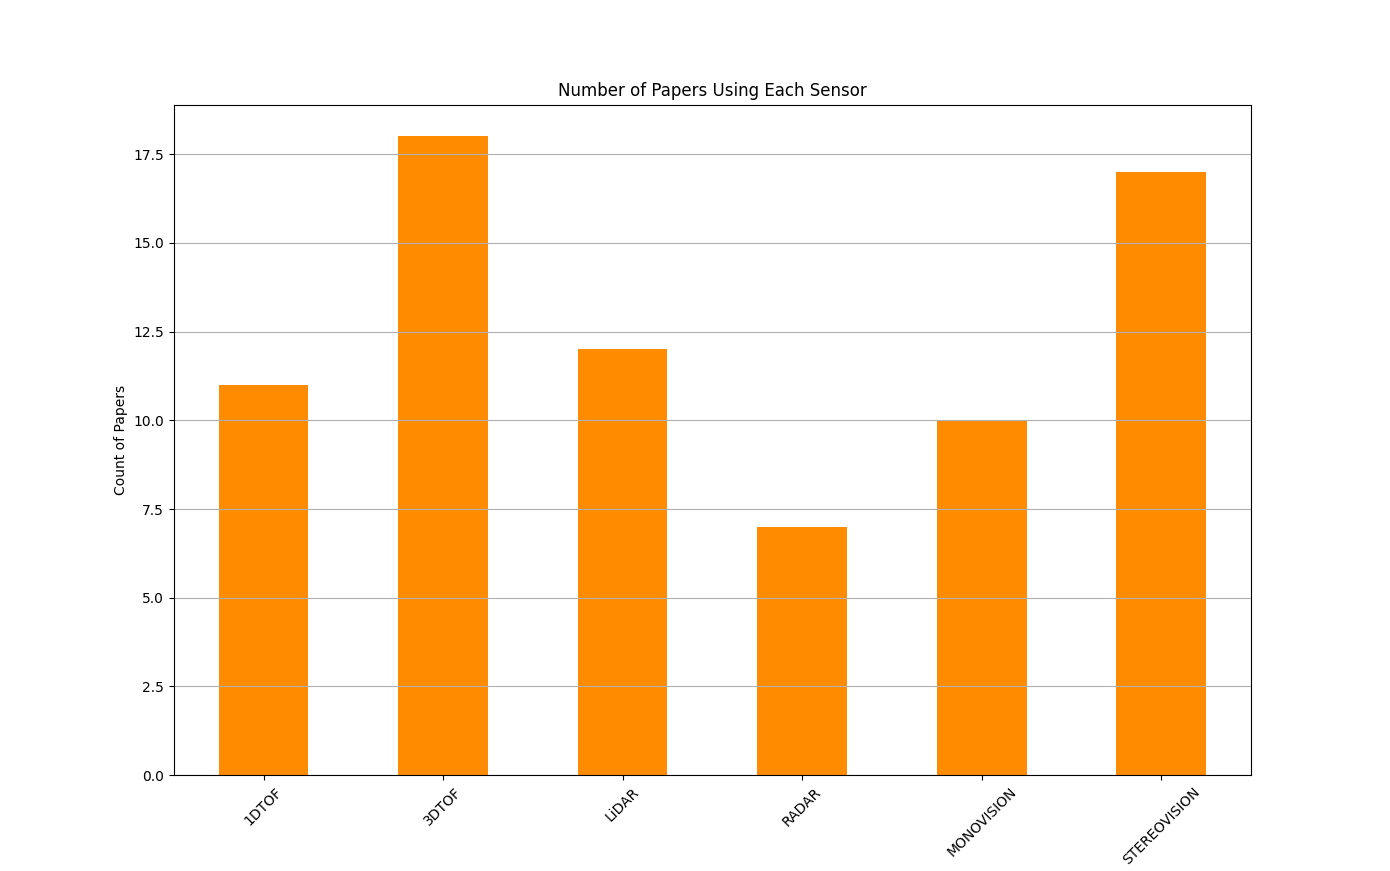 Number of Papers Using Each Sensor
17.5
15.0
12.5
10.0
7.5
5.0
2.5
0.0
Count of Papers
1DTOF
3DTOF
LiDAR
RADAR
MONOVISION
STEREOVISION